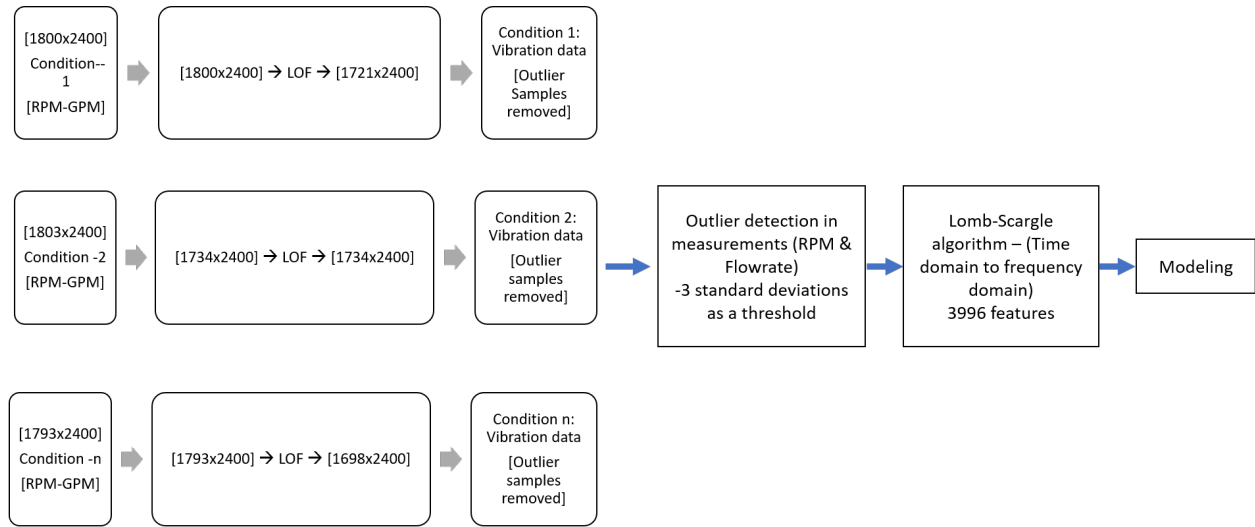 [1800x2400]
Condition--
1
[RPM-GPM]
[1800x2400] → LOF → [1721x2400]
Condition 1:
Vibration data
[Outlier
Samples
removed]
[1803x2400]
Condition -2
[RPM-GPM]
[1734x2400] → LOF → [1734x2400]
Condition 2:
Vibration data
[Outlier
samples
removed]
Outlier detection in
measurements (RPM &
Flowrate)
-3 standard deviations
as a threshold
Lomb-Scargle
algorithm – (Time
domain to frequency
domain)
3996 features
Modeling
[1793x2400]
Condition -n
[RPM-GPM]
[1793x2400] → LOF → [1698x2400]
Condition n:
Vibration data
[Outlier
samples
removed]